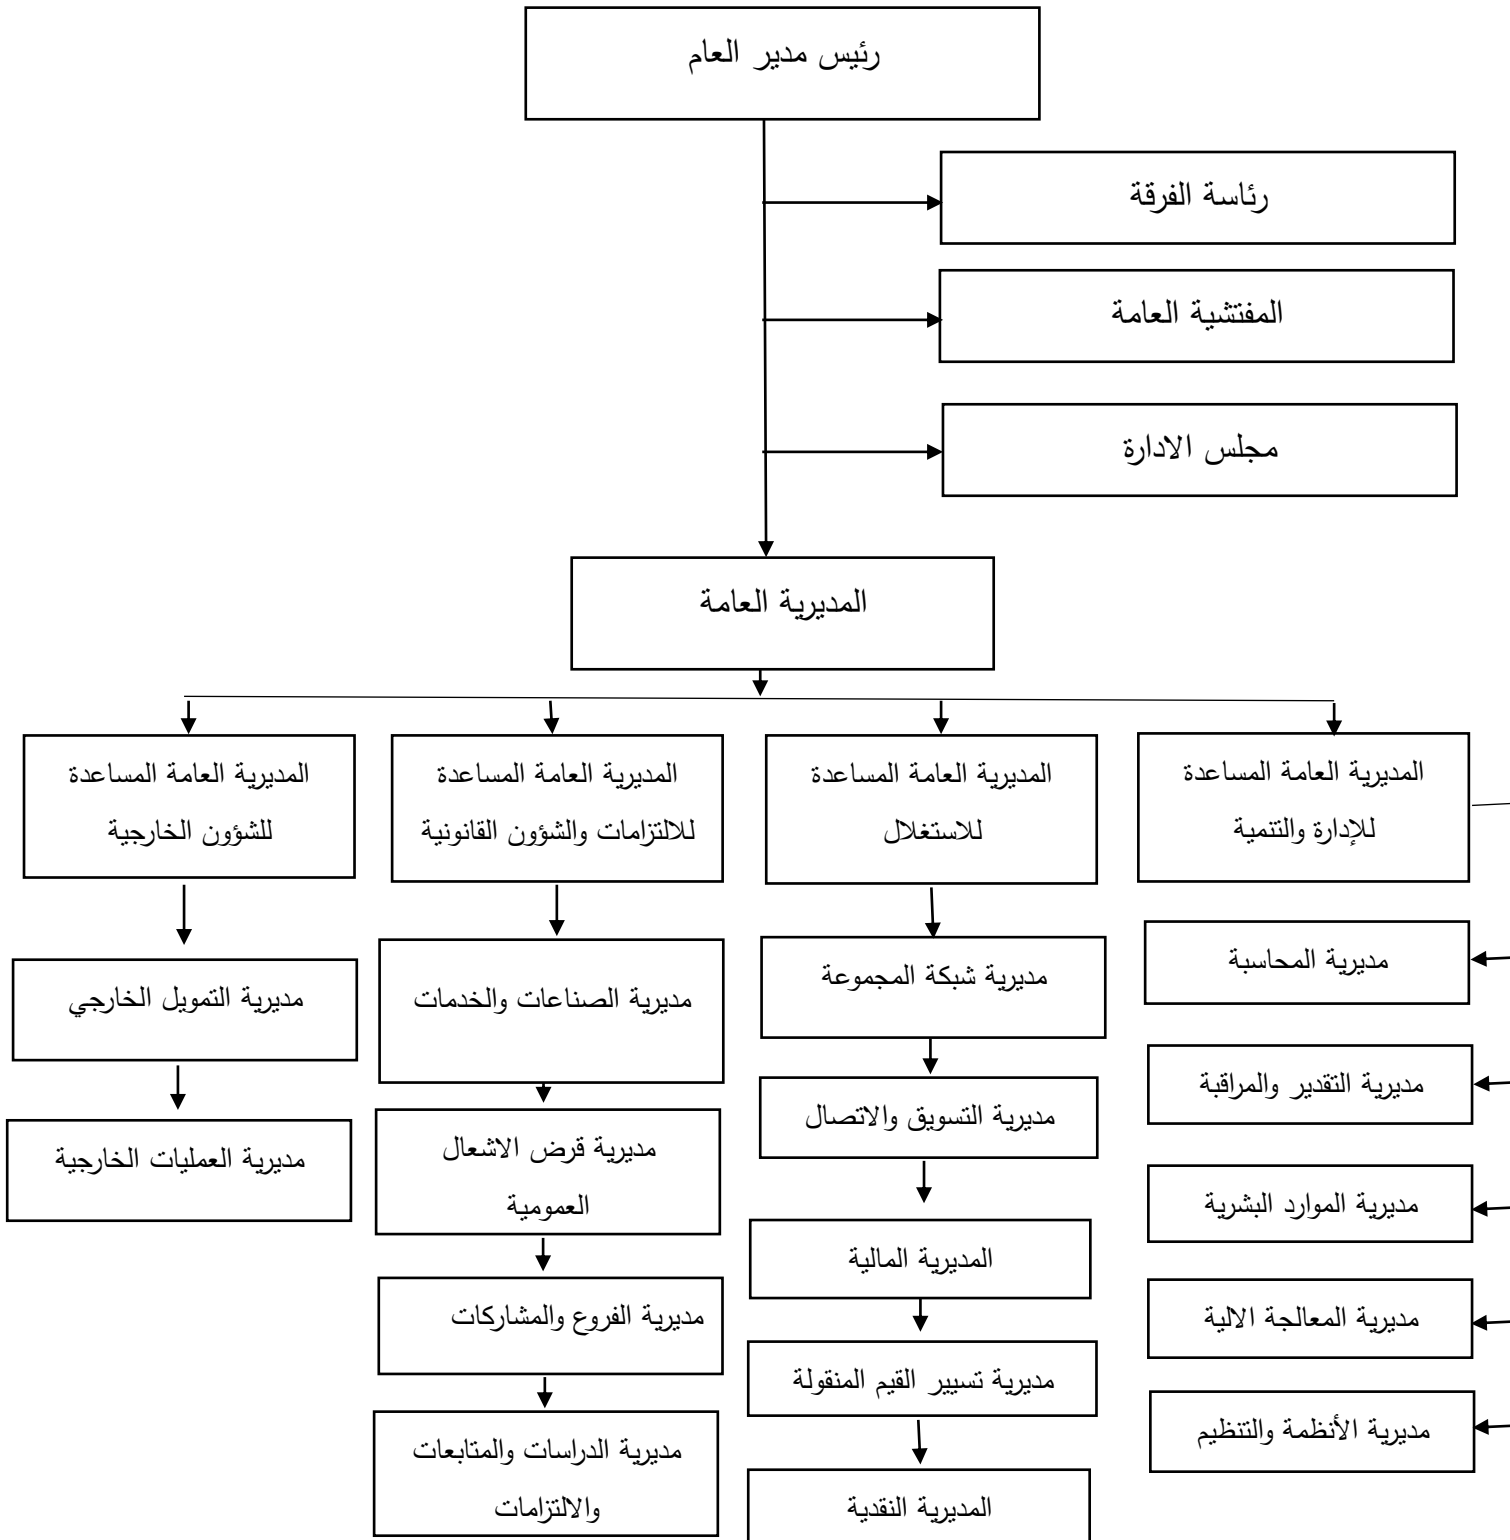 رئيس مدير العام
رئاسة الفرقة
المفتشية العامة
مجلس الادارة
المديرية العامة
المديرية العامة المساعدة
للإدارة والتنمية
المديرية العامة المساعدة
للاستغلال
المديرية العامة المساعدة
للالتزامات والشؤون القانونية
المديرية العامة المساعدة
للشؤون الخارجية
مديرية المحاسبة
مديرية التقدير والمراقبة
مديرية الموارد البشرية
مديرية المعالجة الالية
مديرية الأنظمة والتنظيم
مديرية شبكة المجموعة
مديرية التسويق والاتصال
المديرية المالية
مديرية تسيير القيم المنقولة
المديرية النقدية
مديرية الصناعات والخدمات
مديرية قرض الاشعال
العمومية
مديرية الفروع والمشاركات
مديرية الدراسات والمتابعات
والالتزامات
مديرية التمويل الخارجي
مديرية العمليات الخارجية